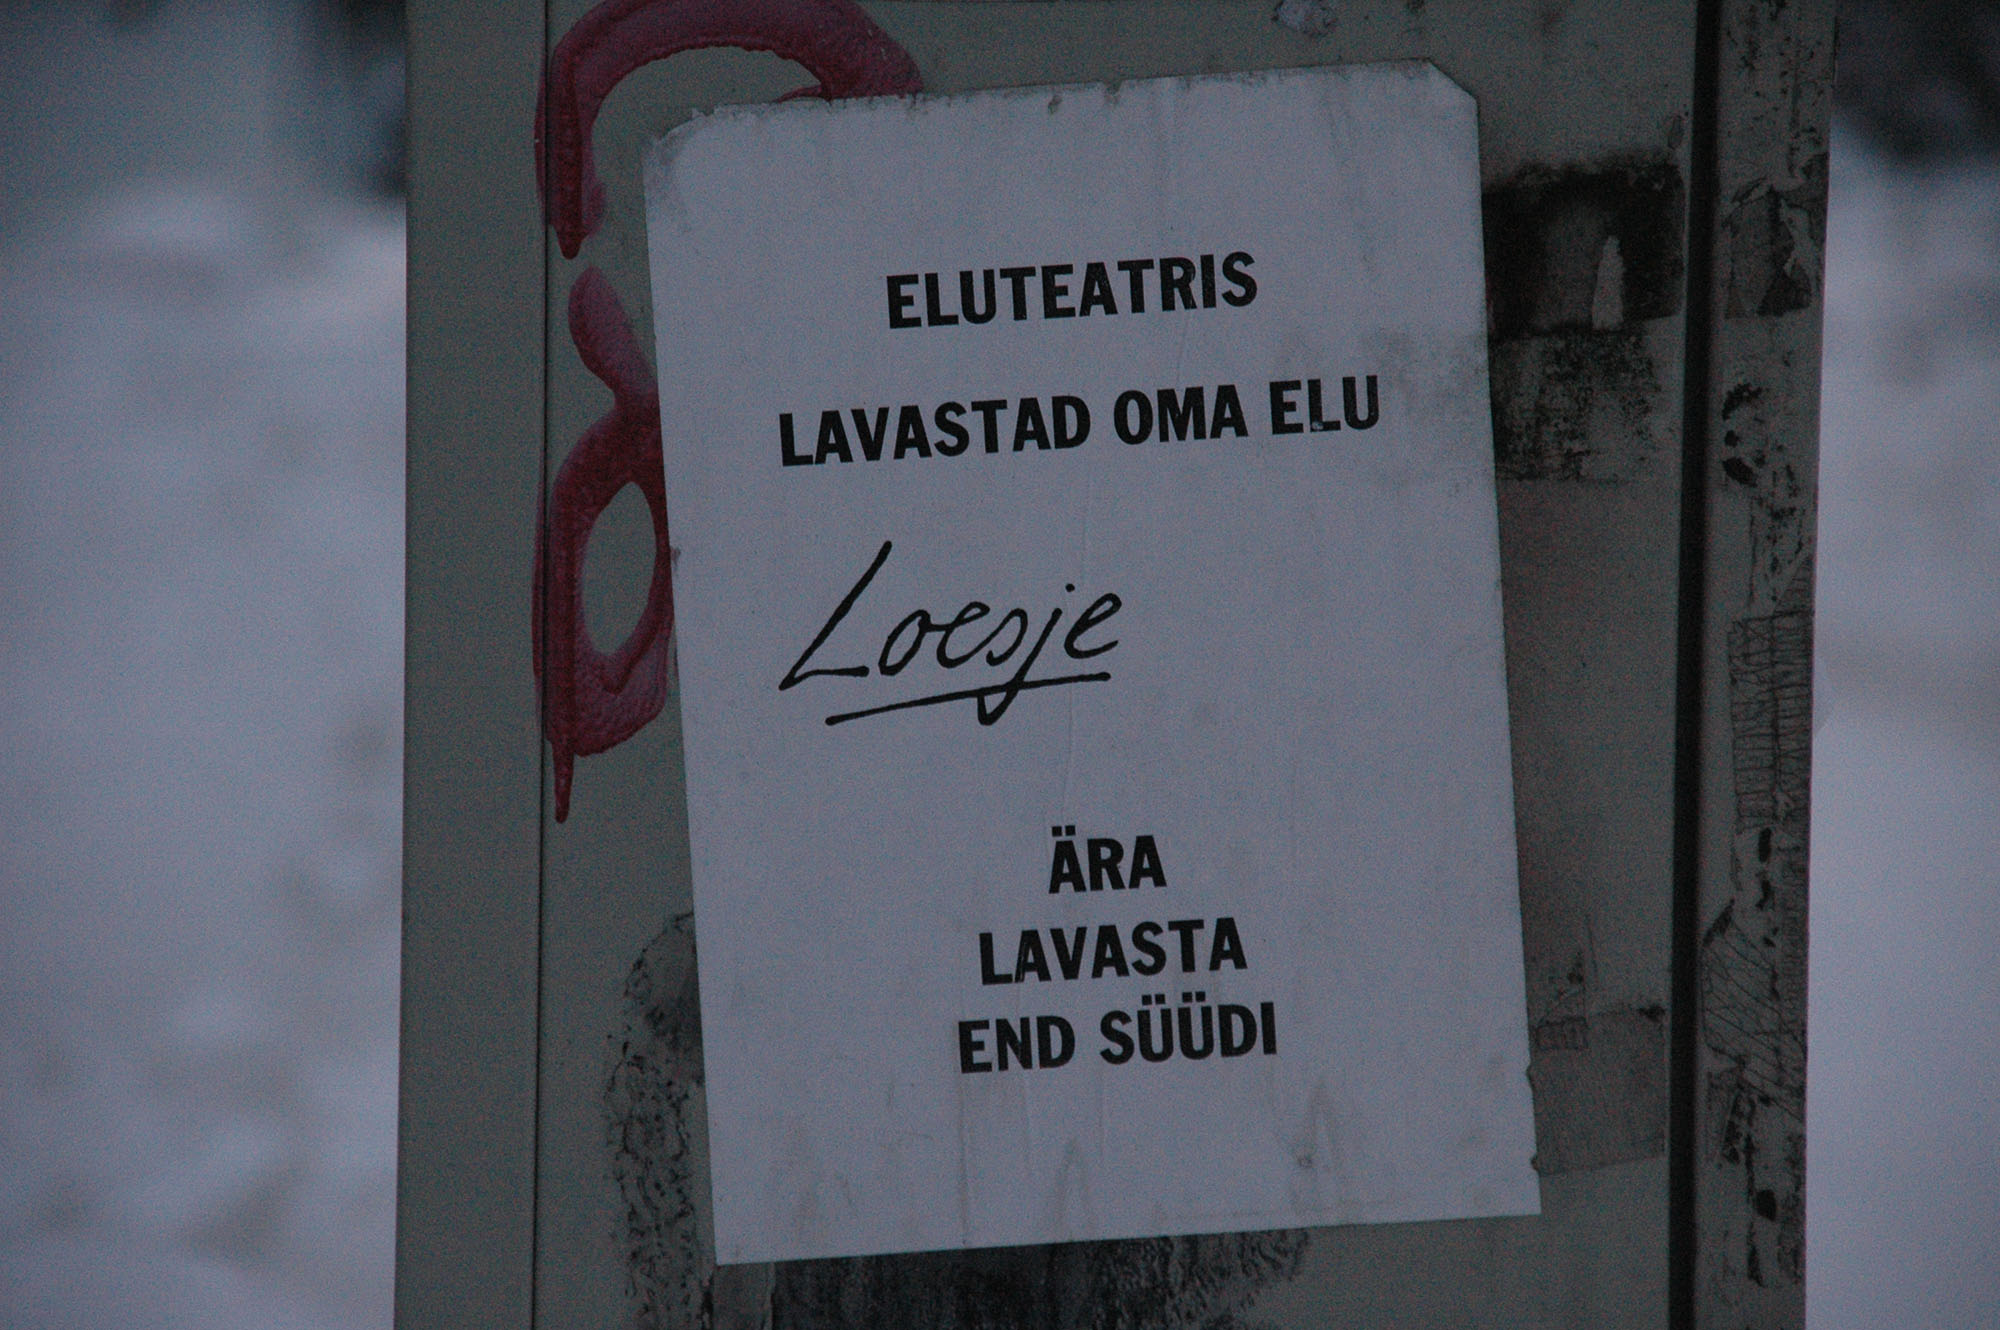 ELUTEATRIS
LAVASTAD OMA ELU
Loesje
ÄRA
LAVASTA
END SÜÜDI